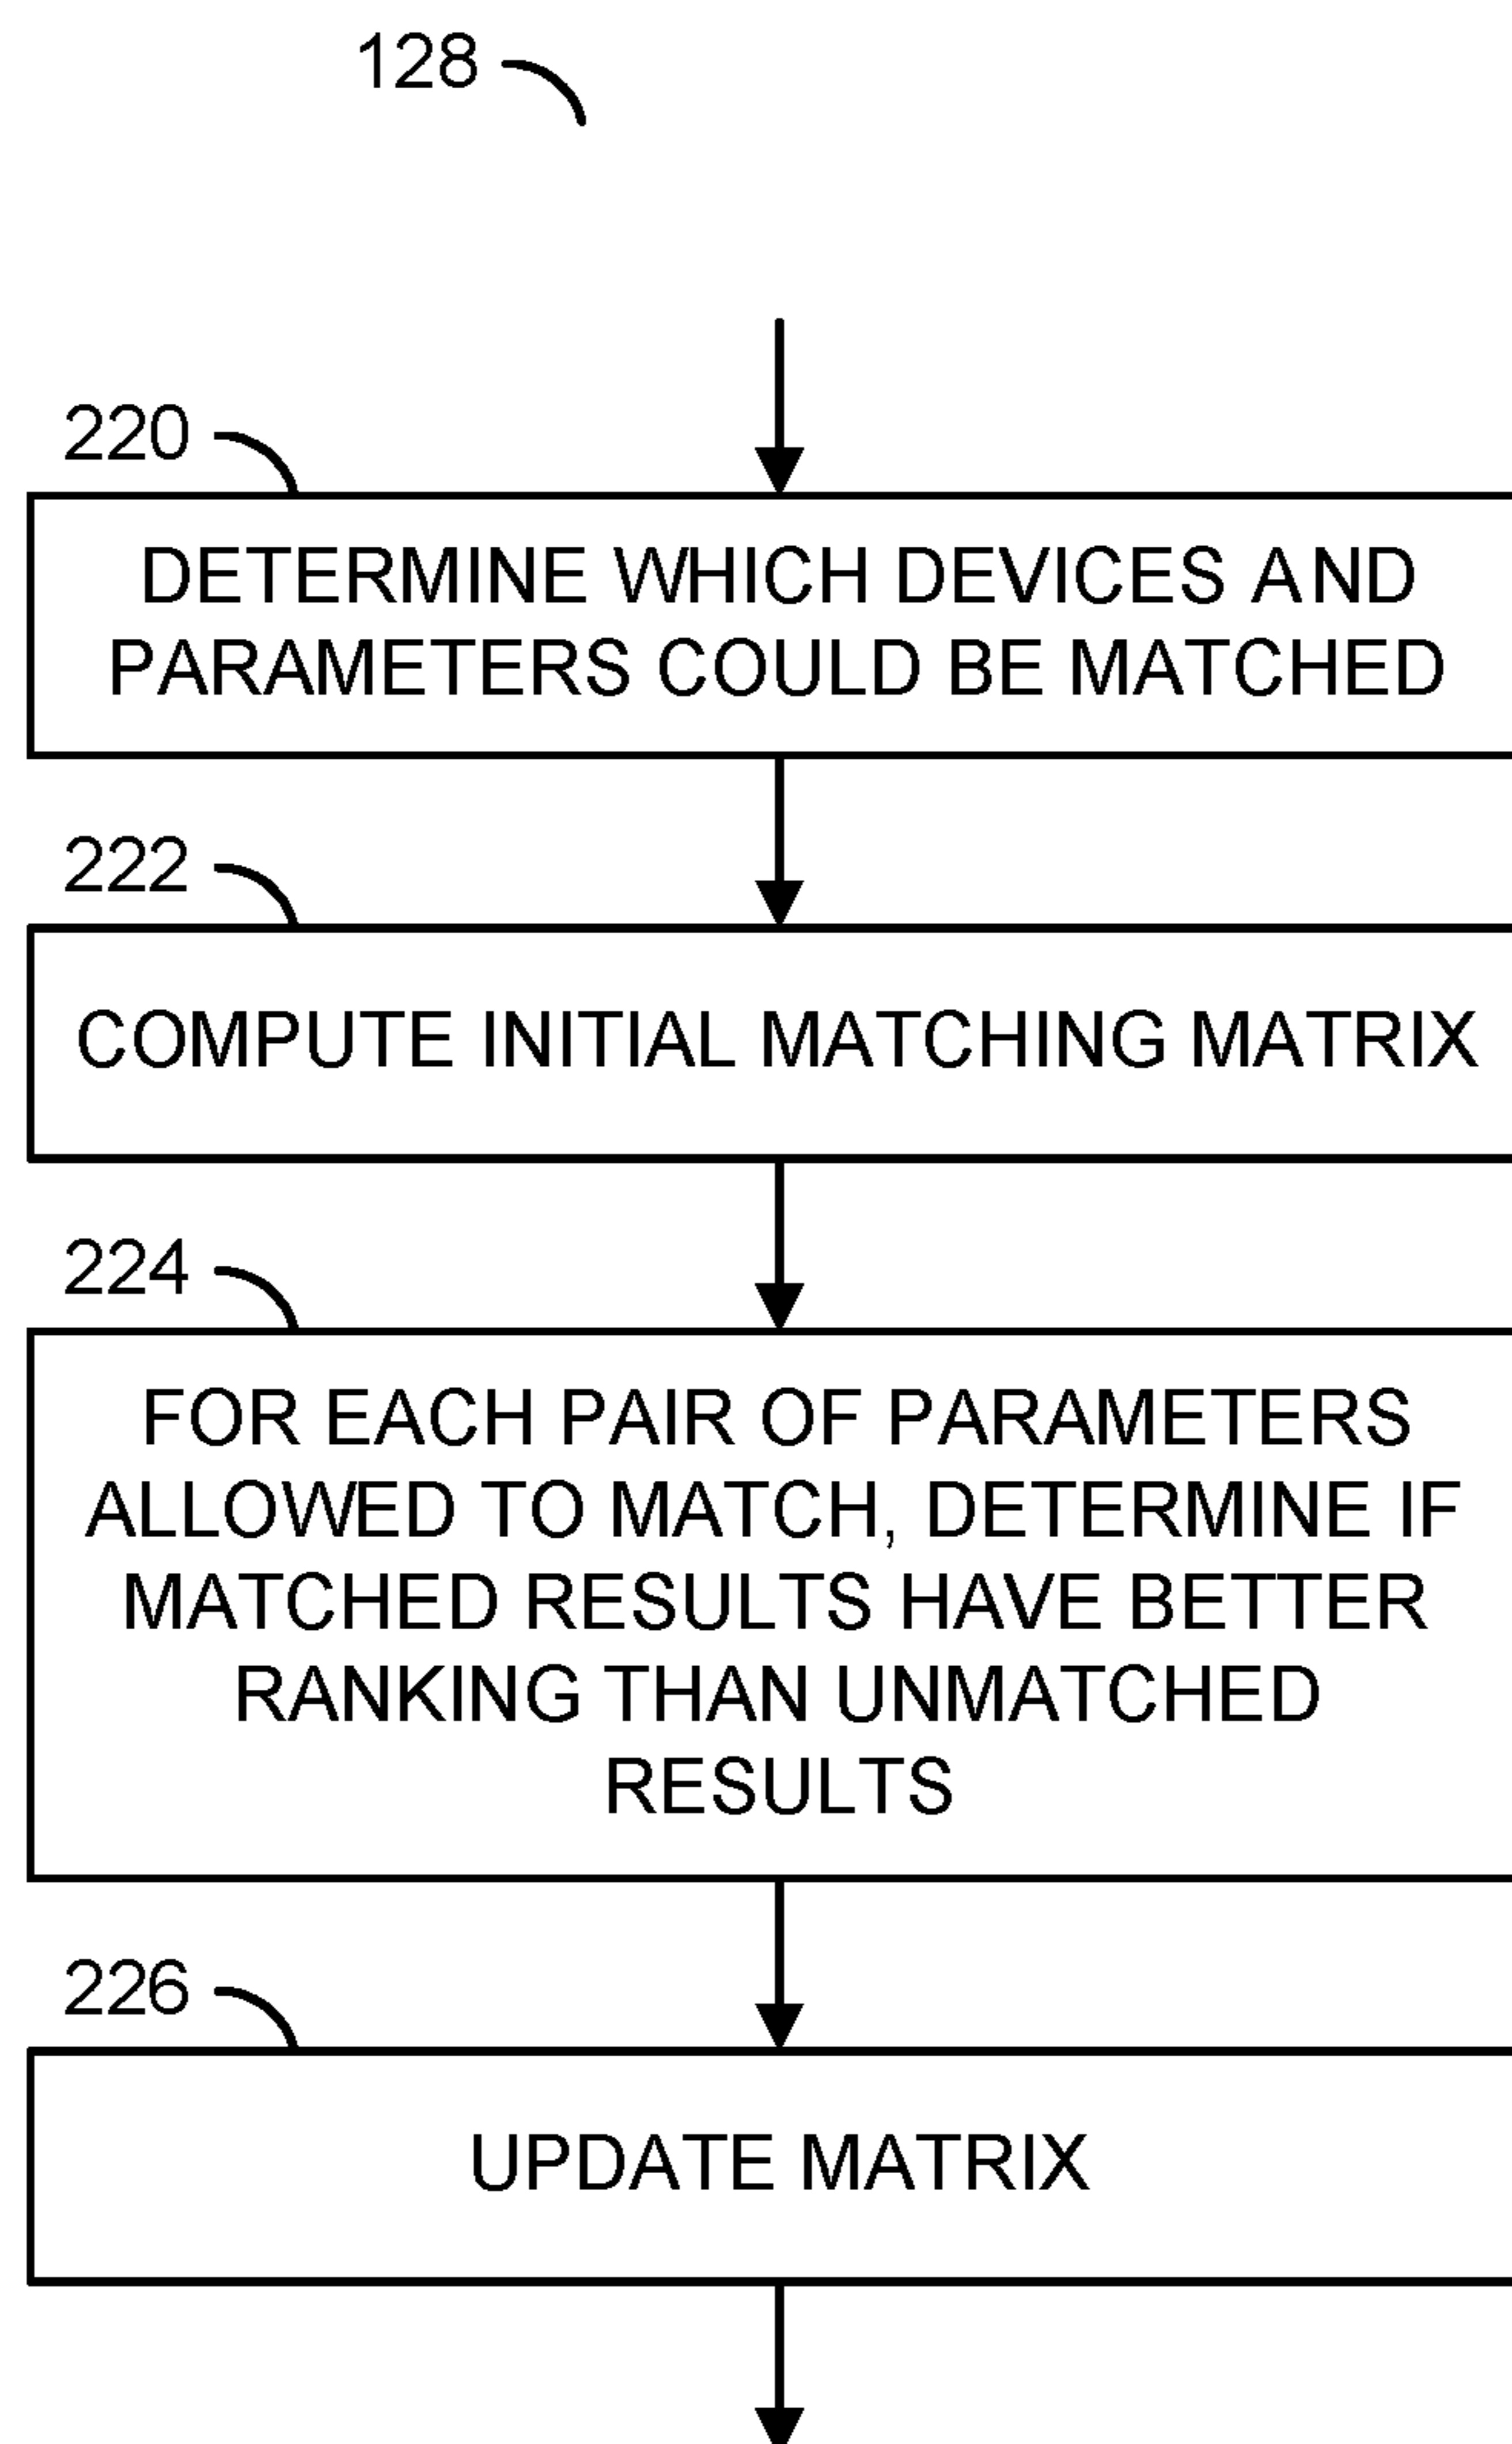 128
220
DETERMINE WHICH DEVICES AND
PARAMETERS COULD BE MATCHED
222
COMPUTE INITIAL MATCHING MATRIX
224
FOR EACH PAIR OF PARAMETERS
ALLOWED TO MATCH, DETERMINE IF
MATCHED RESULTS HAVE BETTER
RANKING THAN UNMATCHED
RESULTS
226
UPDATE MATRIX